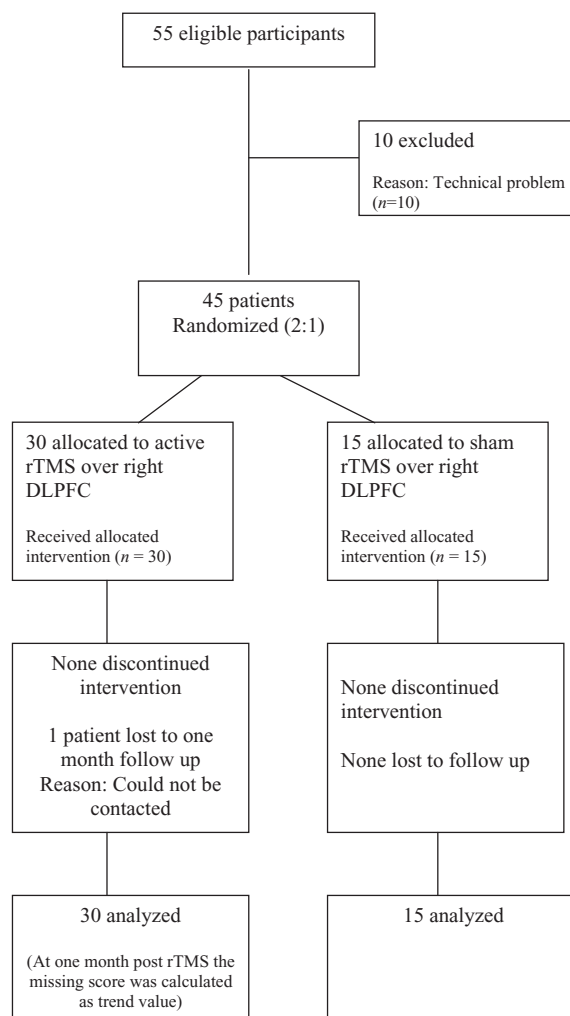 55 eligible participants
10 excluded
Reason: Technical problem
(n=10)
45 patients
Randomized (2:1)
30 allocated to active
rTMS over right
DLPFC
Received allocated
intervention (n = 30)
15 allocated to sham
rTMS over right
DLPFC
Received allocated
intervention (n = 15)
None discontinued
intervention
1 patient lost to one
month follow up
Reason: Could not be
contacted
None discontinued
intervention
None lost to follow up
30 analyzed
(At one month post rTMS the
missing score was calculated
as trend value)
15 analyzed